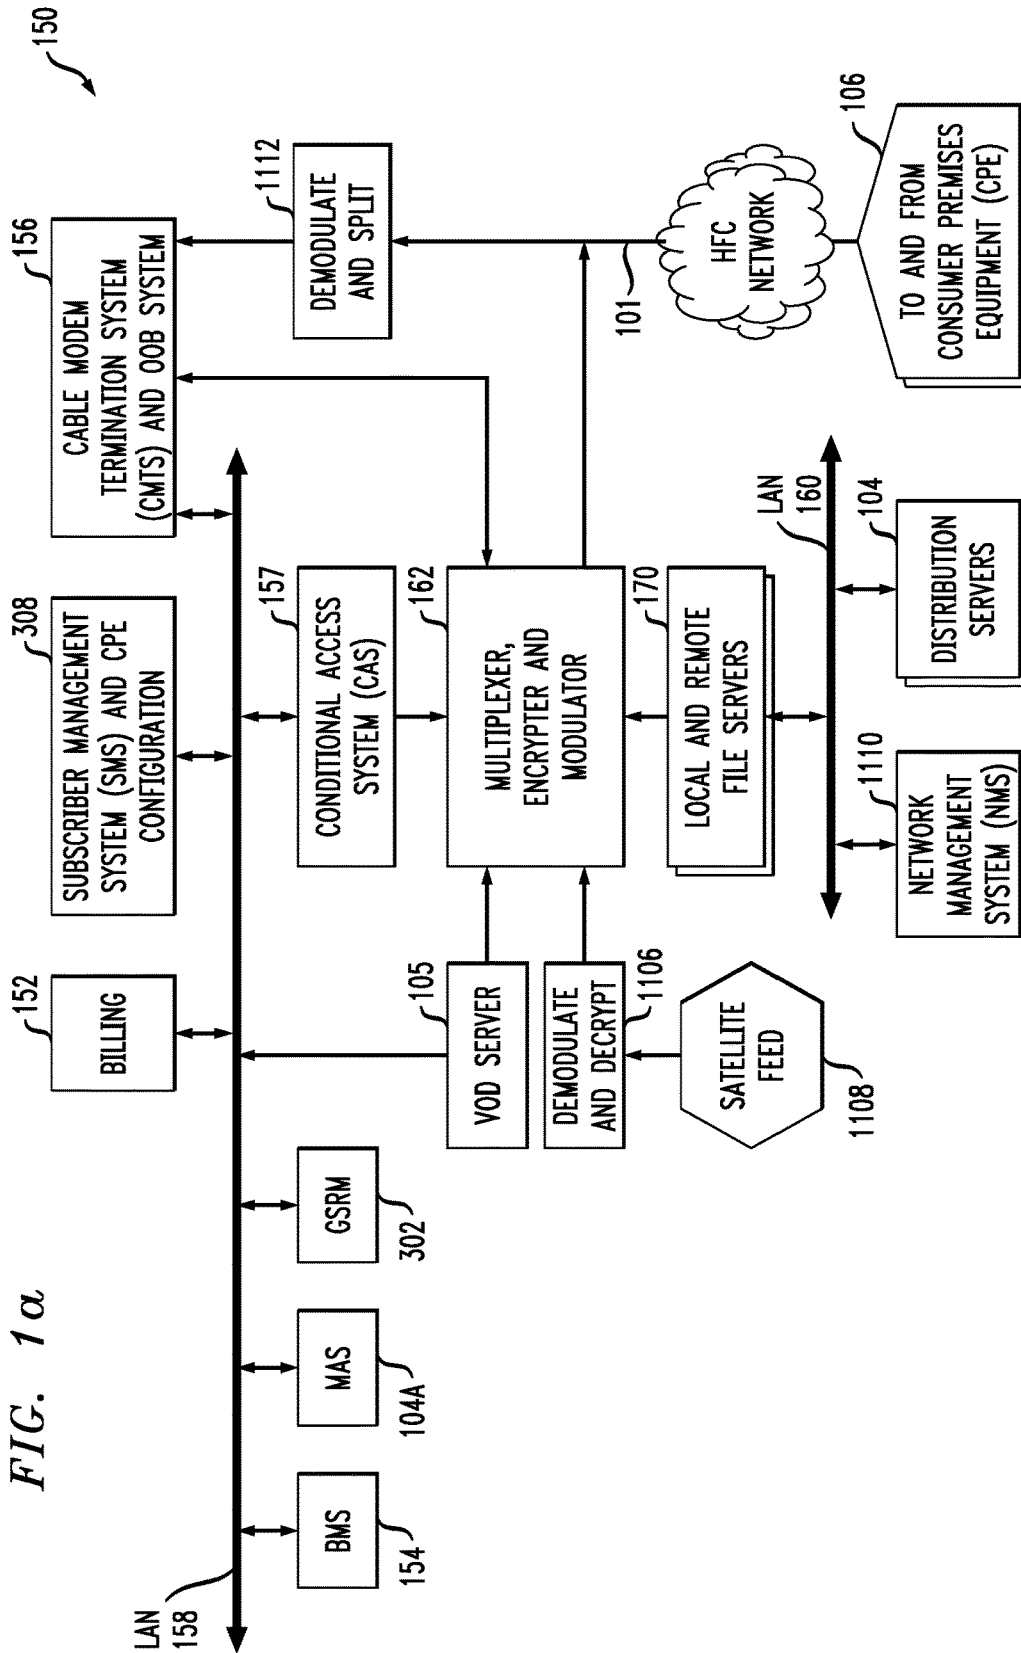 FIG. 1a
150
152
BILLING
308
SUBSCRIBER MANAGEMENT
SYSTEM (SMS) AND CPE
CONFIGURATION
156
CABLE MODEM
TERMINATION SYSTEM
(CMTS) AND OOB SYSTEM
LAN
158
BMS
154
MAS
104A
GSRM
302
157
CONDITIONAL ACCESS
SYSTEM (CAS)
1112
DEMODULATE
AND SPLIT
105
VOD SERVER
162
MULTIPLEXER,
ENCRYPTER AND
MODULATOR
DEMODULATE
AND DECRYPT
1106
SATELLITE
FEED
1108
170
LOCAL AND REMOTE
FILE SERVERS
101
HFC
NETWORK
LAN
160
1110
NETWORK
MANAGEMENT
SYSTEM (NMS)
104
DISTRIBUTION
SERVERS
106
TO AND FROM
CONSUMER PREMISES
EQUIPMENT (CPE)